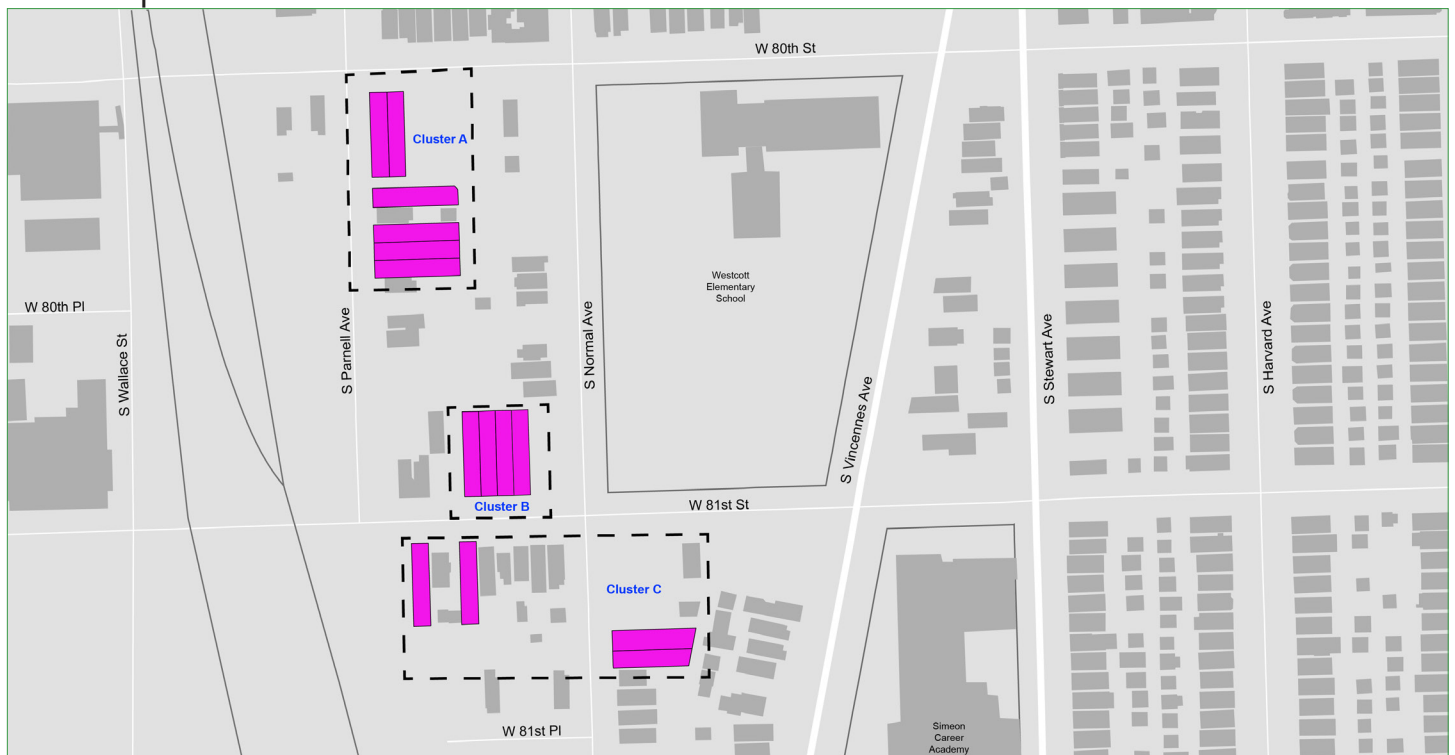 W 80th St
Cluster A
Westcott
Elementary
School
W 80th Pl
S Wallace St
S Parnell Ave
S Normal Ave
S Vincennes Ave
S Stewart Ave
S Harvard Ave
Cluster B
W 81st St
Cluster C
W 81st Pl
Simeon
Career
Academy